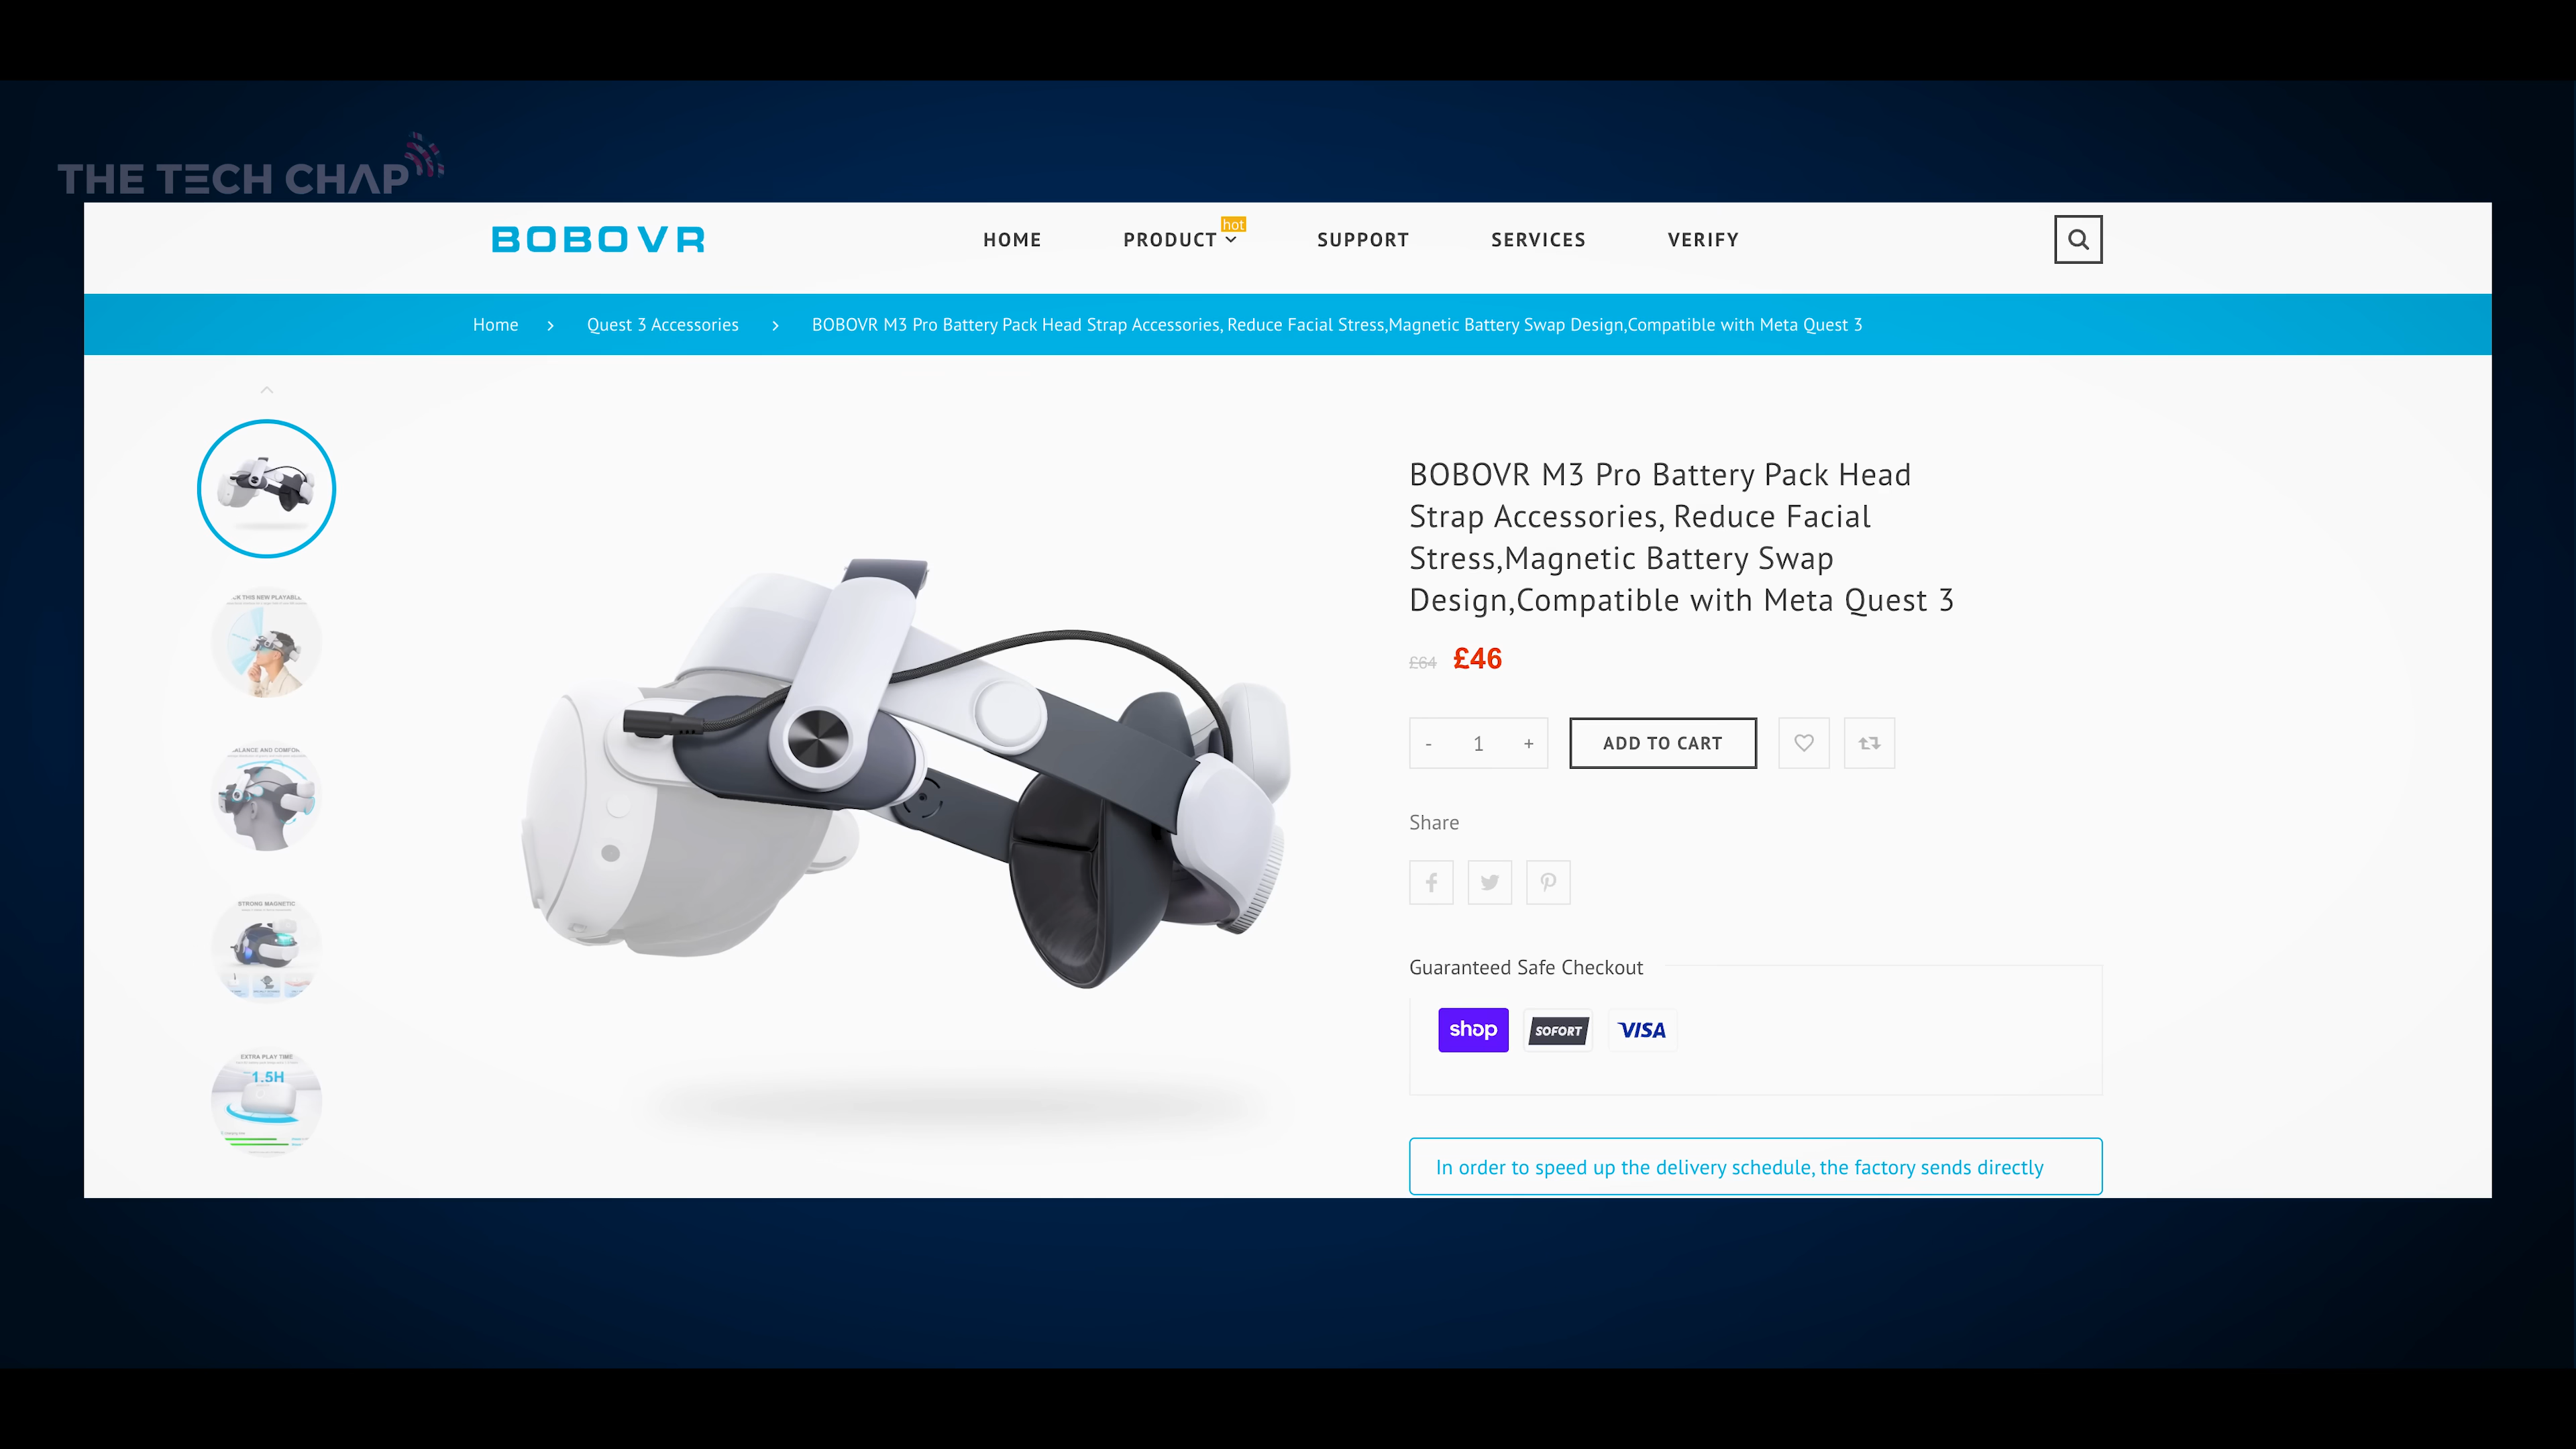 THE TECH CHAP
BOBOVR
HOME
PRODUCT
hot
SUPPORT
SERVICES
VERIFY
Home
Quest 3 Accessories
BOBOVR M3 Pro Battery Pack Head Strap Accessories, Reduce Facial Stress,Magnetic Battery Swap Design,Compatible with Meta Quest 3
STRONG MAGNETIC
EXTRA PLAY TIME
1.5H
BOBOVR M3 Pro Battery Pack Head
Strap Accessories, Reduce Facial
Stress,Magnetic Battery Swap
Design,Compatible with Meta Quest 3
£64 £46
- 1 +
ADD TO CART
Share
Guaranteed Safe Checkout
shop
SOFORT
VISA
In order to speed up the delivery schedule, the factory sends directly